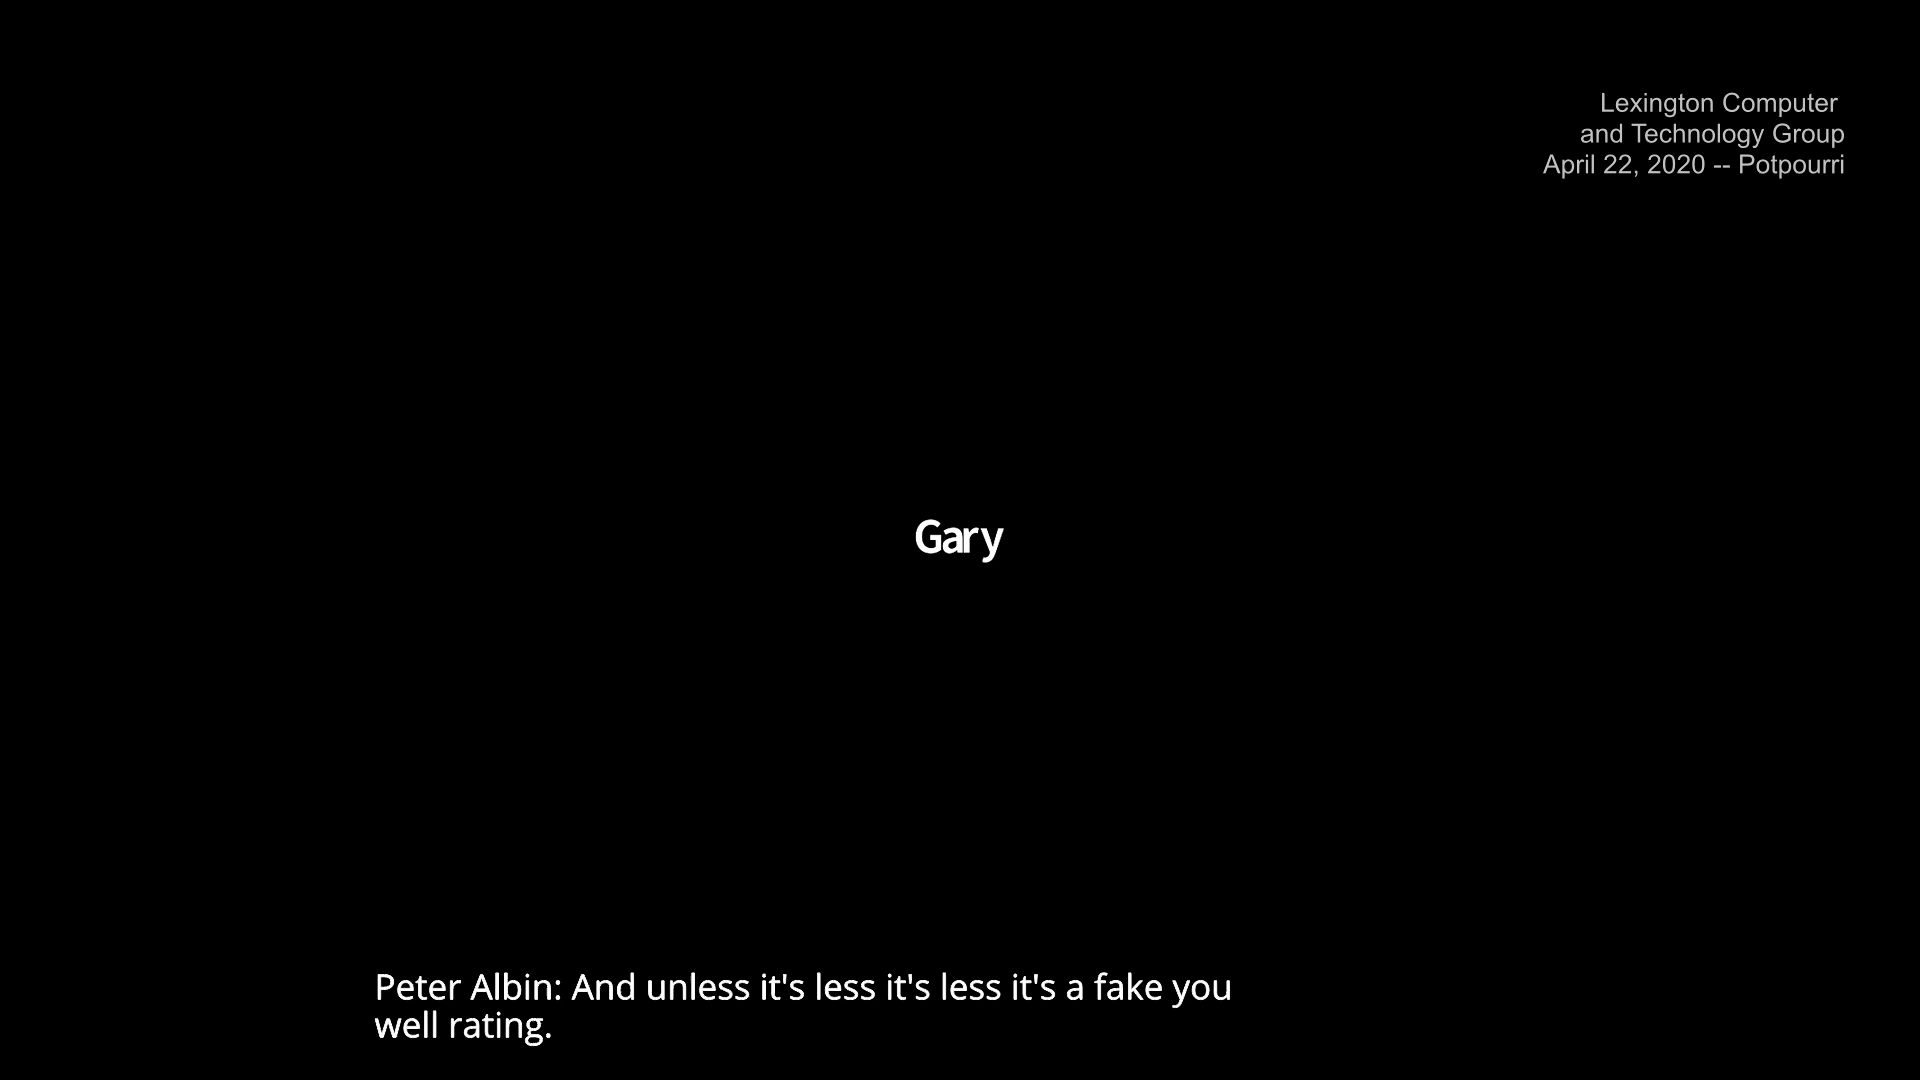 Lexington Computer
and Technology Group
April 22, 2020 -- Potpourri
Gary
Peter Albin: And unless it's less it's less it's a fake you
well rating.